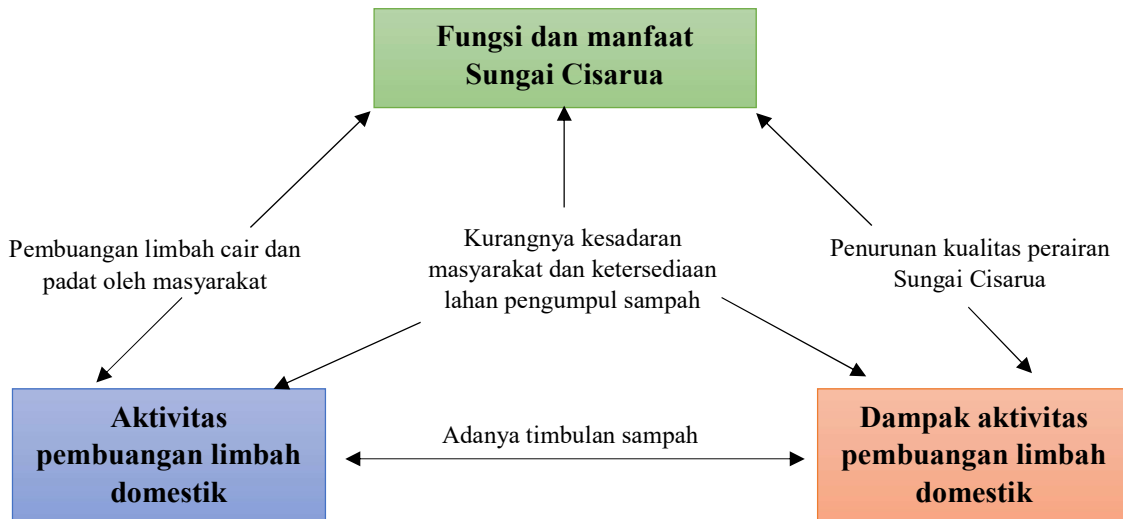 Fungsi dan manfaat
Sungai Cisarua
Pembuangan limbah cair dan
padat oleh masyarakat
Kurangnya kesadaran
masyarakat dan ketersediaan
lahan pengumpul sampah
Penurunan kualitas perairan
Sungai Cisarua
Aktivitas
pembuangan limbah
domestik
Adanya timbulan sampah
Dampak aktivitas
pembuangan limbah
domestik